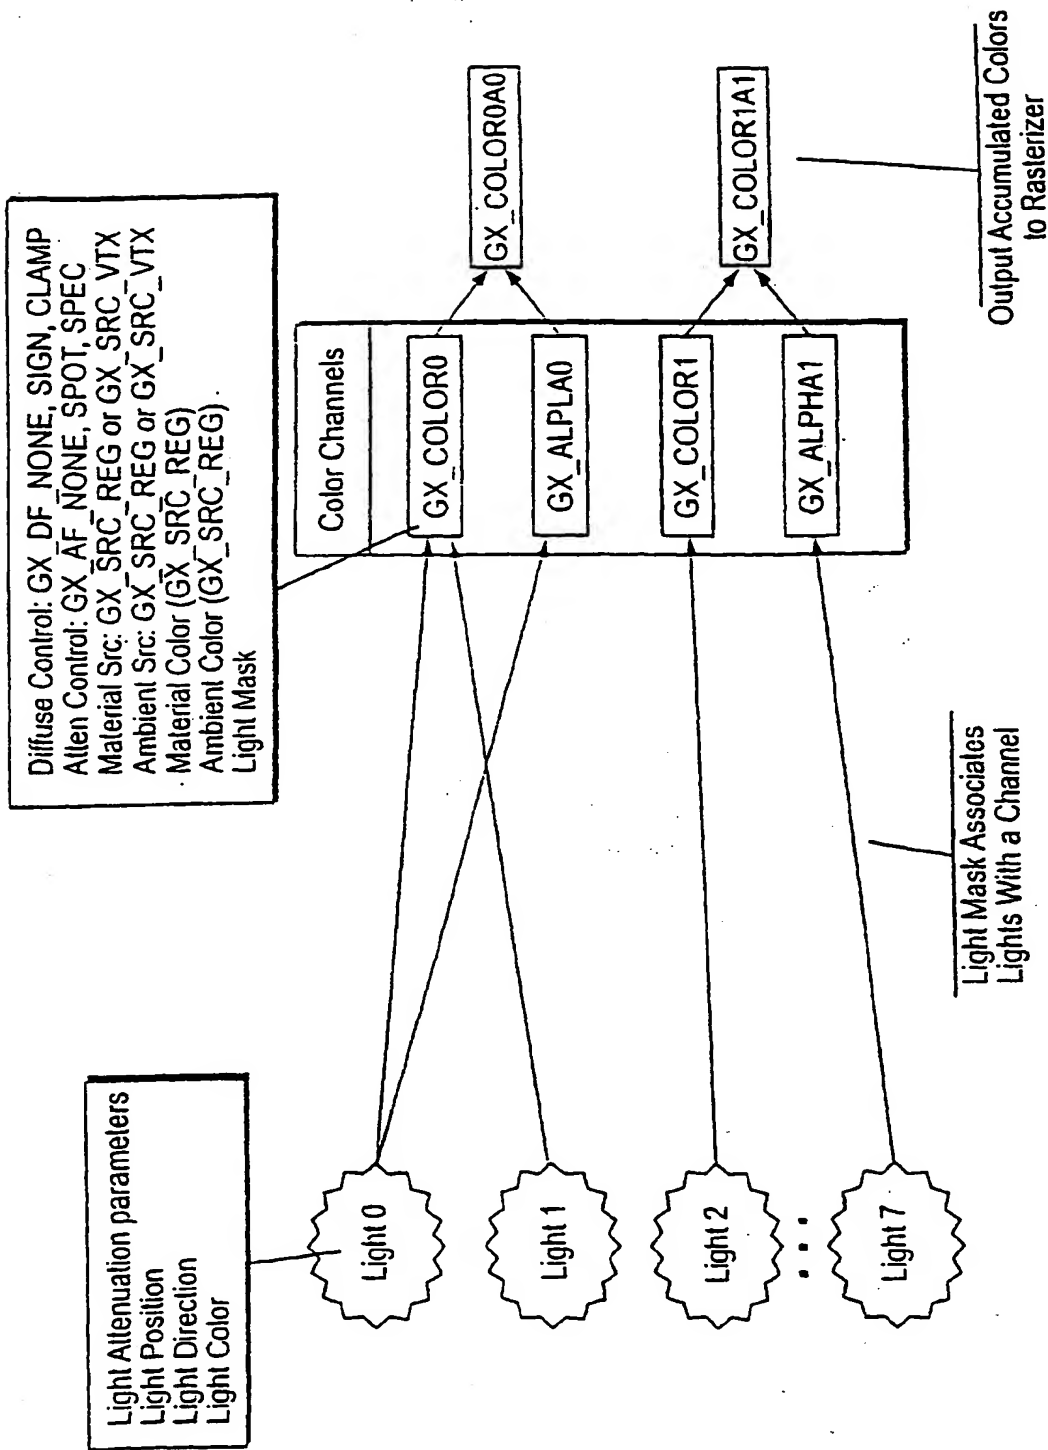 Diffuse Control: GX_DF_NONE, SIGN, CLAMP
Atten Control: GX_AF_NONE, SPOT, SPEC
Material Src: GX_SRC_REG or GX_SRC_VTX
Ambient Src: GX_SRC_REG or GX_SRC_VTX
Material Color (GX_SRC_REG)
Ambient Color (GX_SRC_REG)
Light Mask
Light Attenuation parameters
Light Position
Light Direction
Light Color
Color Channels
Light 0
GX_COLOR0
GX_COLOR0A0
Light 1
GX_ALPLA0
Light 2
GX_COLOR1
GX_COLOR1A1
Light 7
GX_ALPHA1
Light Mask Associates
Lights With a Channel
Output Accumulated Colors
to Rasterizer